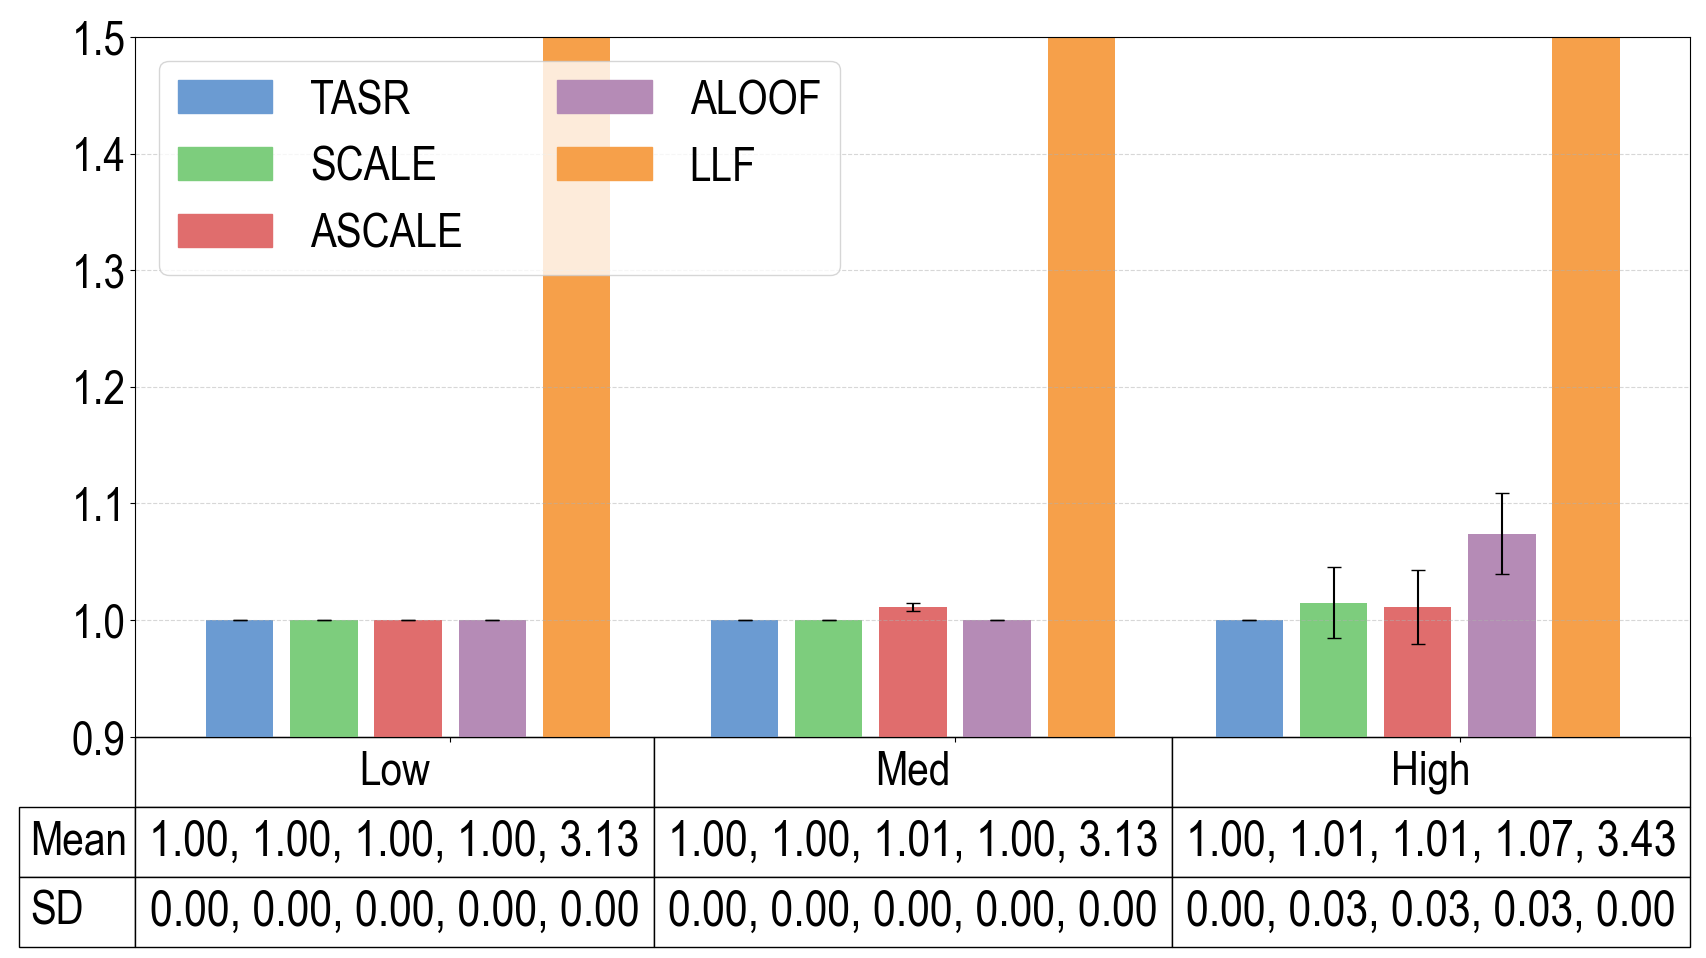 1.5
1.4
1.3
1.2
1.1
1.0
0.9
TASR
SCALE
ASCALE
ALOOF
LLF
Low Med High
Mean 1.00, 1.00, 1.00, 1.00, 3.13 1.00, 1.00, 1.01, 1.00, 3.13 1.00, 1.01, 1.01, 1.07, 3.43
SD 0.00, 0.00, 0.00, 0.00, 0.00 0.00, 0.00, 0.00, 0.00, 0.00 0.00, 0.03, 0.03, 0.03, 0.00